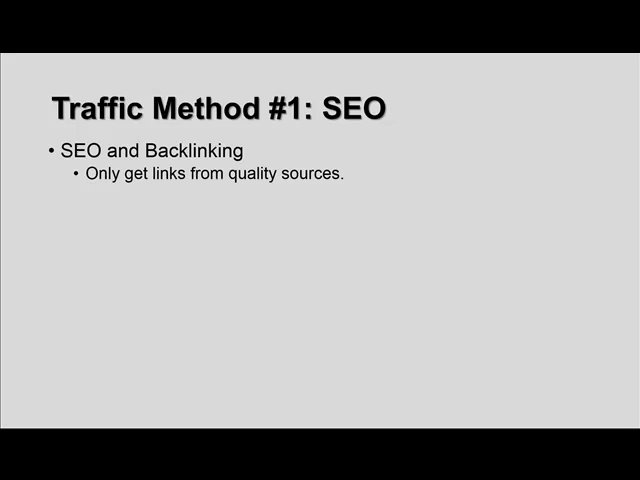 Traffic Method #1: SEO
• SEO and Backlinking
• Only get links from quality sources.